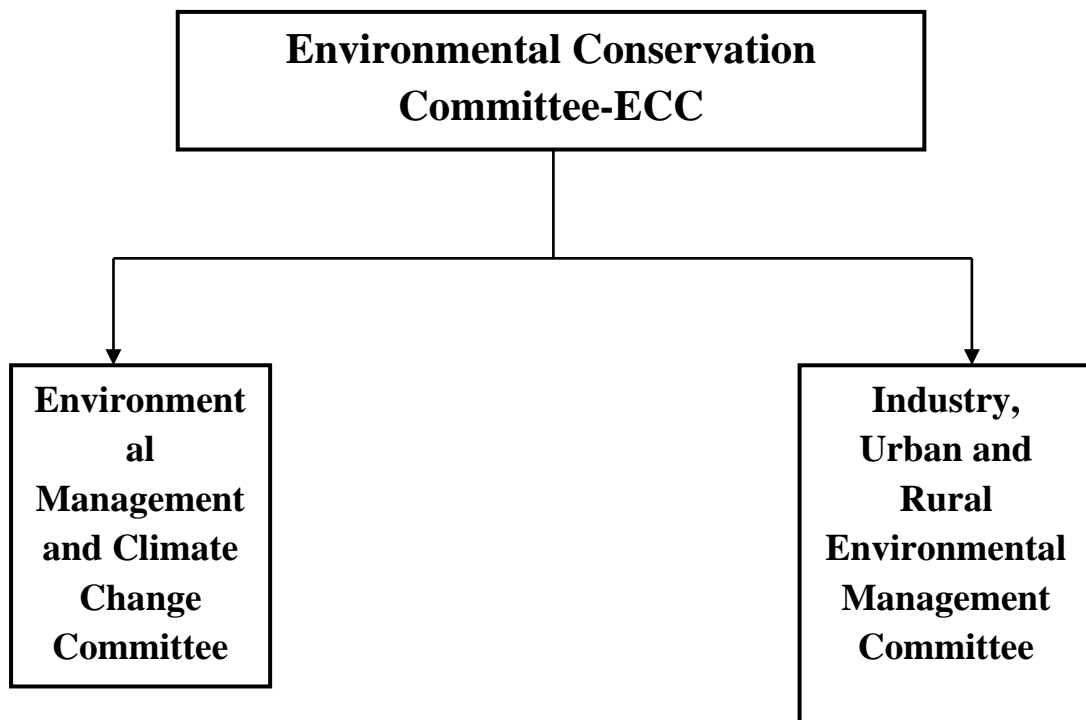 Environmental Conservation
Committee-ECC
Environment
al
Management
and Climate
Change
Committee
Industry,
Urban and
Rural
Environmental
Management
Committee